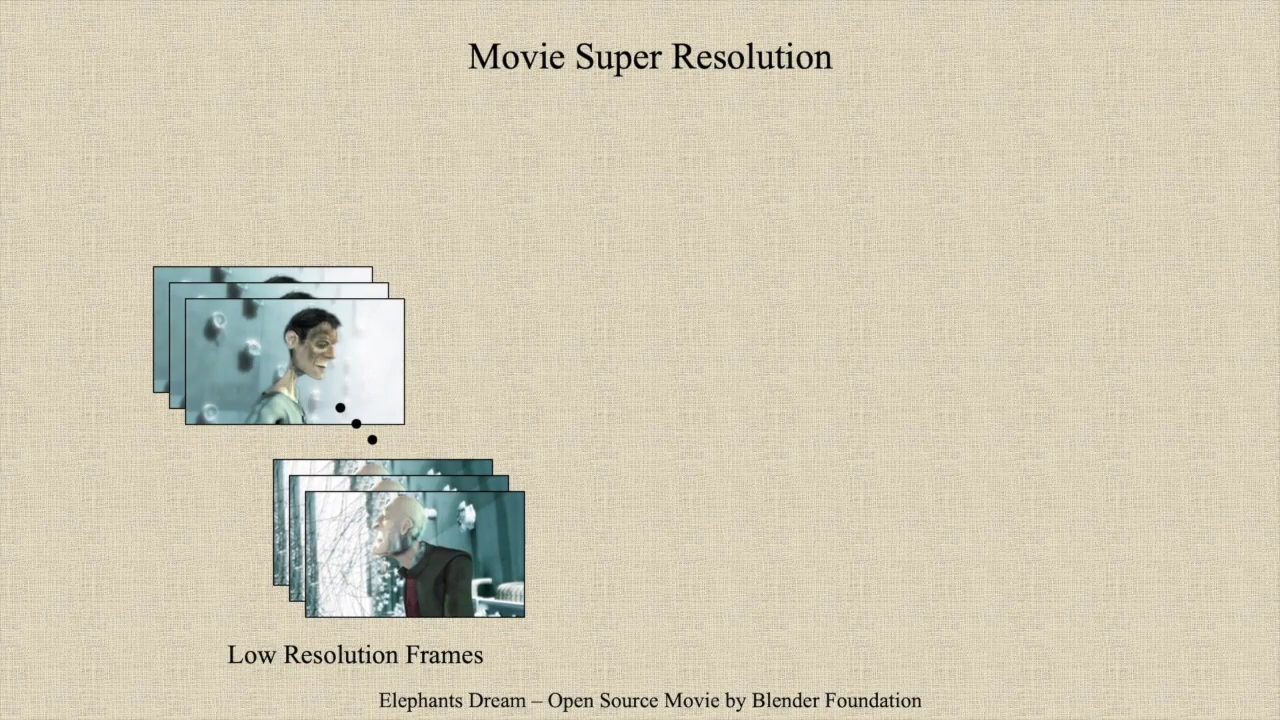 Movie Super Resolution
Low Resolution Frames
Elephants Dream – Open Source Movie by Blender Foundation